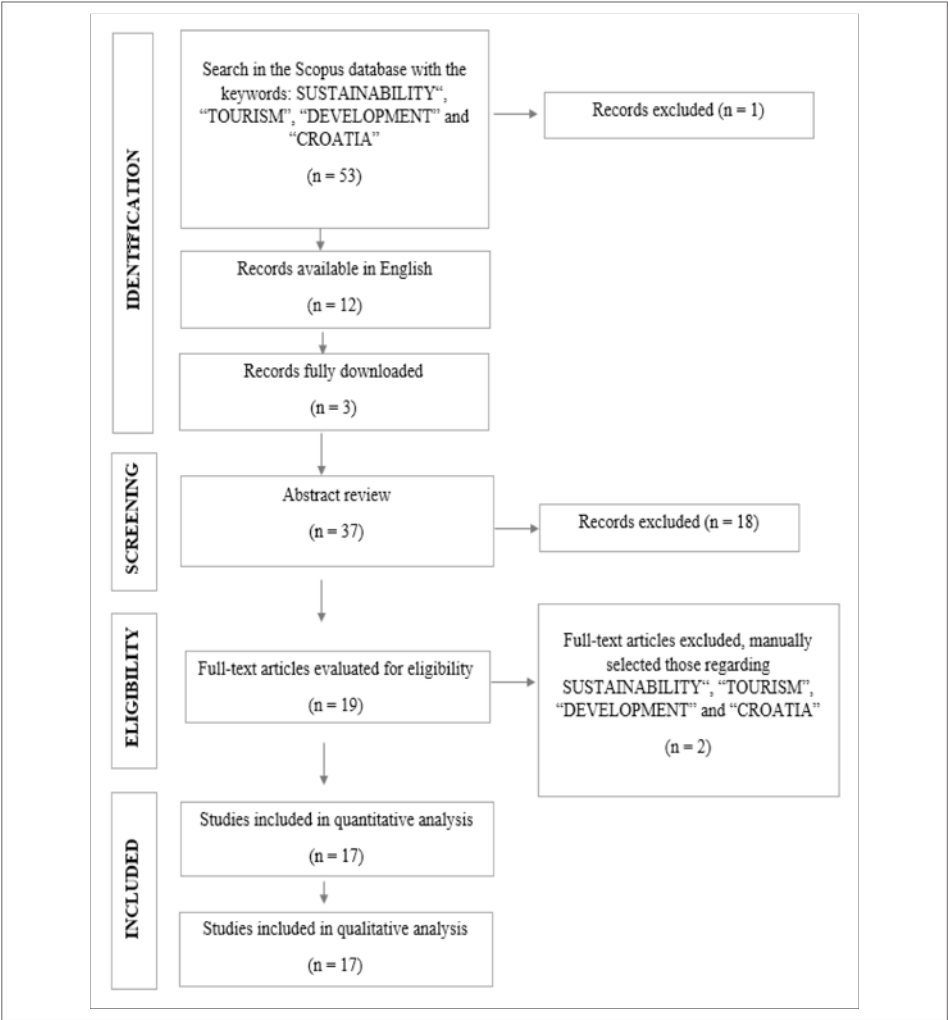 IDENTIFICATION
Search in the Scopus database with the
keywords: SUSTAINABILITY“,
“TOURISM”, “DEVELOPMENT” and
“CROATIA”
(n = 53)
Records excluded (n = 1)
Records available in English
(n = 12)
Records fully downloaded
(n = 3)
SCREENING
Abstract review
(n = 37)
Records excluded (n = 18)
ELIGIBILITY
Full-text articles evaluated for eligibility
(n = 19)
Full-text articles excluded, manually
selected those regarding
SUSTAINABILITY“, “TOURISM”,
“DEVELOPMENT” and “CROATIA”
(n = 2)
INCLUDED
Studies included in quantitative analysis
(n = 17)
Studies included in qualitative analysis
(n = 17)